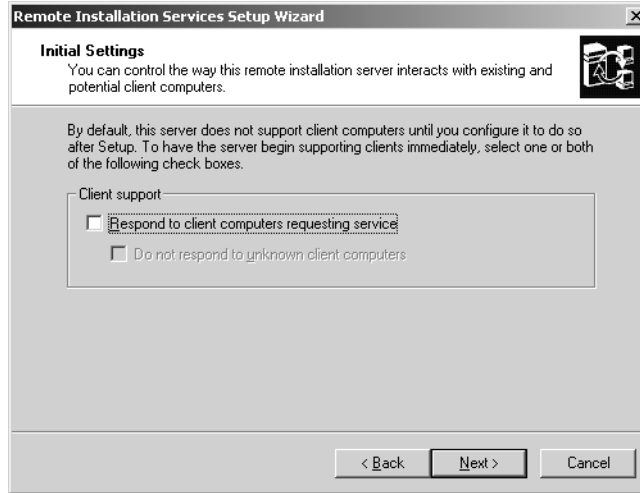 Remote Installation Services Setup Wizard
Initial Settings
You can control the way this remote installation server interacts with existing and
potential client computers.
By default, this server does not support client computers until you configure it to do so
after Setup. To have the server begin supporting clients immediately, select one or both
of the following check boxes.
Client support
Respond to client computers requesting service
Do not respond to unknown client computers
< Back Next > Cancel